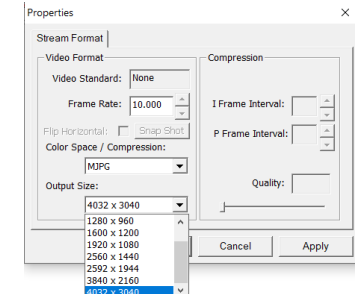 Properties
Stream Format
Video Format
Video Standard: None
Frame Rate: 10.000
Flip Horizontal: Snap Shot
Color Space / Compression:
MJPG
Output Size:
4032 x 3040
1280 x 960
1600 x 1200
1920 x 1080
2560 x 1440
2592 x 1944
3840 x 2160
4032 x 3040
Compression
I Frame Interval:
P Frame Interval:
Quality:
Cancel Apply